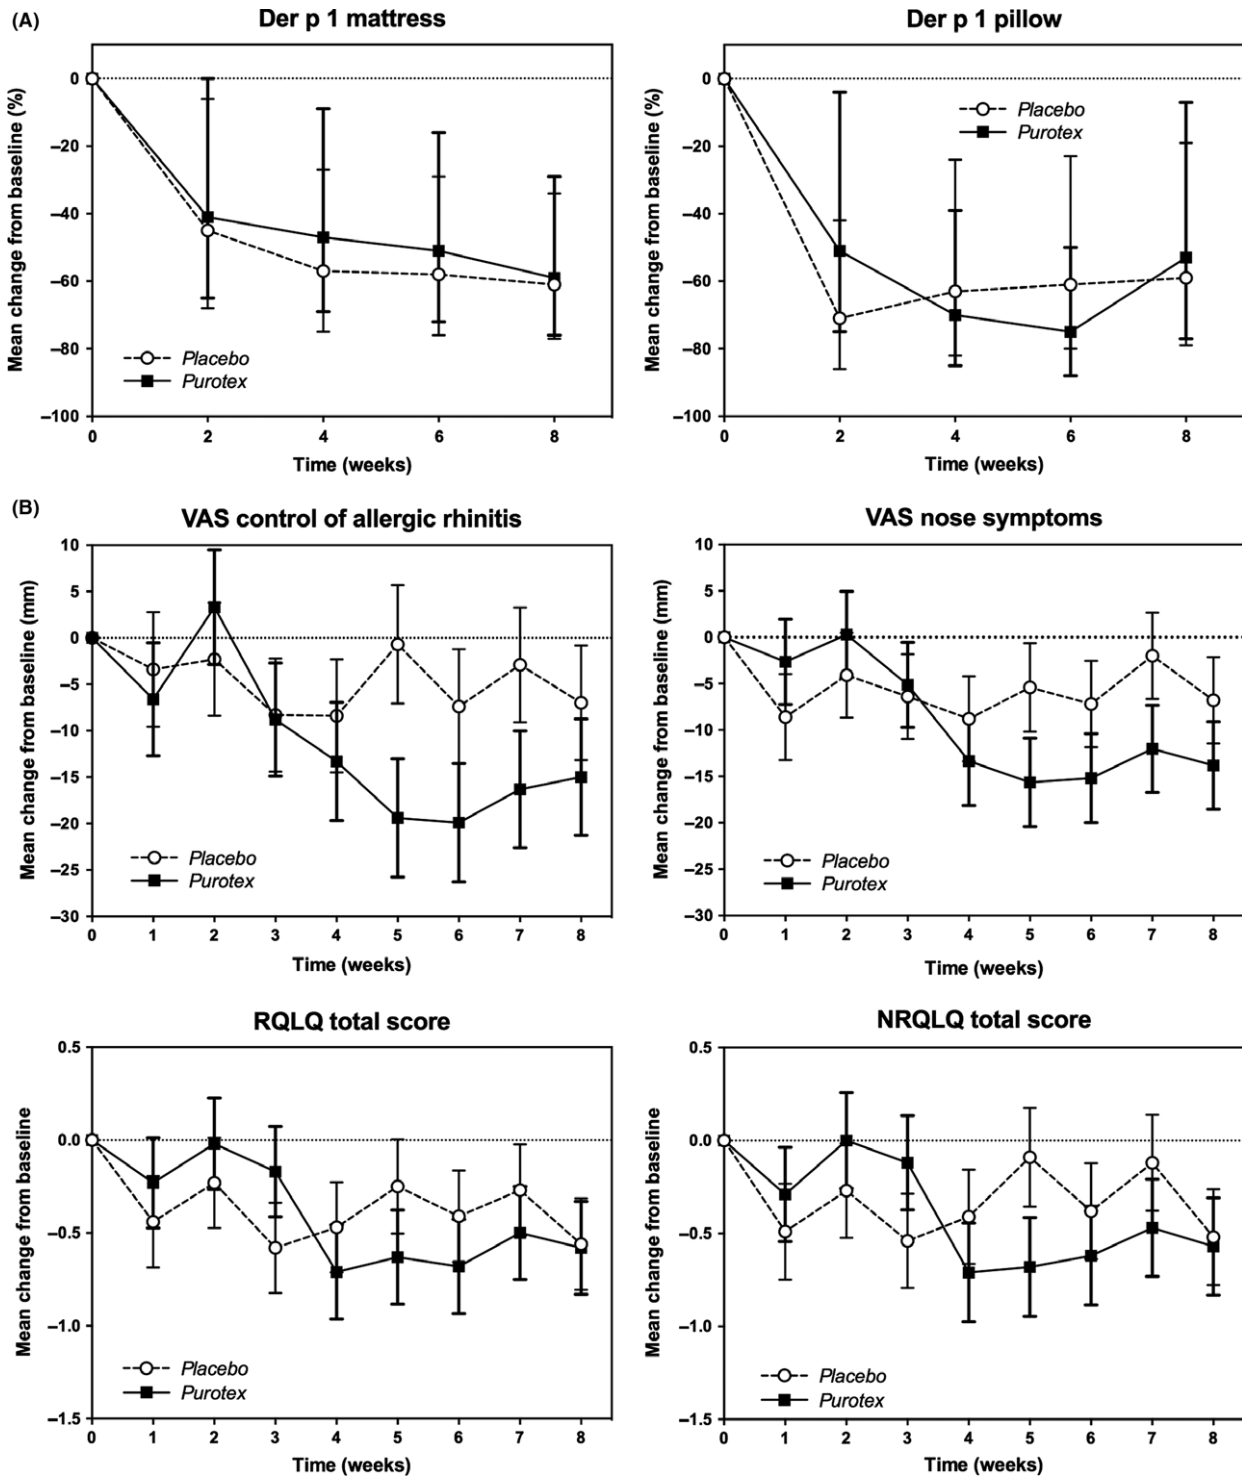 (A)
Der p 1 mattress
Mean change from baseline (%)
0
–20
–40
–60
–80
–100
Placebo
Purotex
0 2 4 6 8
Time (weeks)
Der p 1 pillow
Mean change from baseline (%)
0
–20
–40
–60
–80
–100
Placebo
Purotex
0 2 4 6 8
Time (weeks)
(B)
VAS control of allergic rhinitis
Mean change from baseline (mm)
10
5
0
–5
–10
–15
–20
–25
–30
Placebo
Purotex
0 1 2 3 4 5 6 7 8
Time (weeks)
VAS nose symptoms
Mean change from baseline (mm)
10
5
0
–5
–10
–15
–20
–25
–30
Placebo
Purotex
0 1 2 3 4 5 6 7 8
Time (weeks)
RQLQ total score
Mean change from baseline
0.5
0.0
–0.5
–1.0
–1.5
Placebo
Purotex
0 1 2 3 4 5 6 7 8
Time (weeks)
NRQLQ total score
Mean change from baseline
0.5
0.0
–0.5
–1.0
–1.5
Placebo
Purotex
0 1 2 3 4 5 6 7 8
Time (weeks)